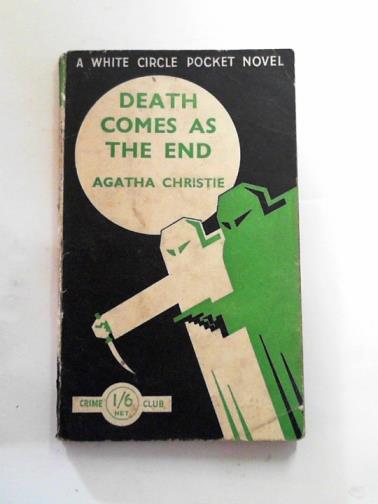 A WHITE CIRCLE POCKET NOVEL
DEATH
COMES AS
THE END
AGATHA CHRISTIE
CRIME 1/6 CLUB
NET.